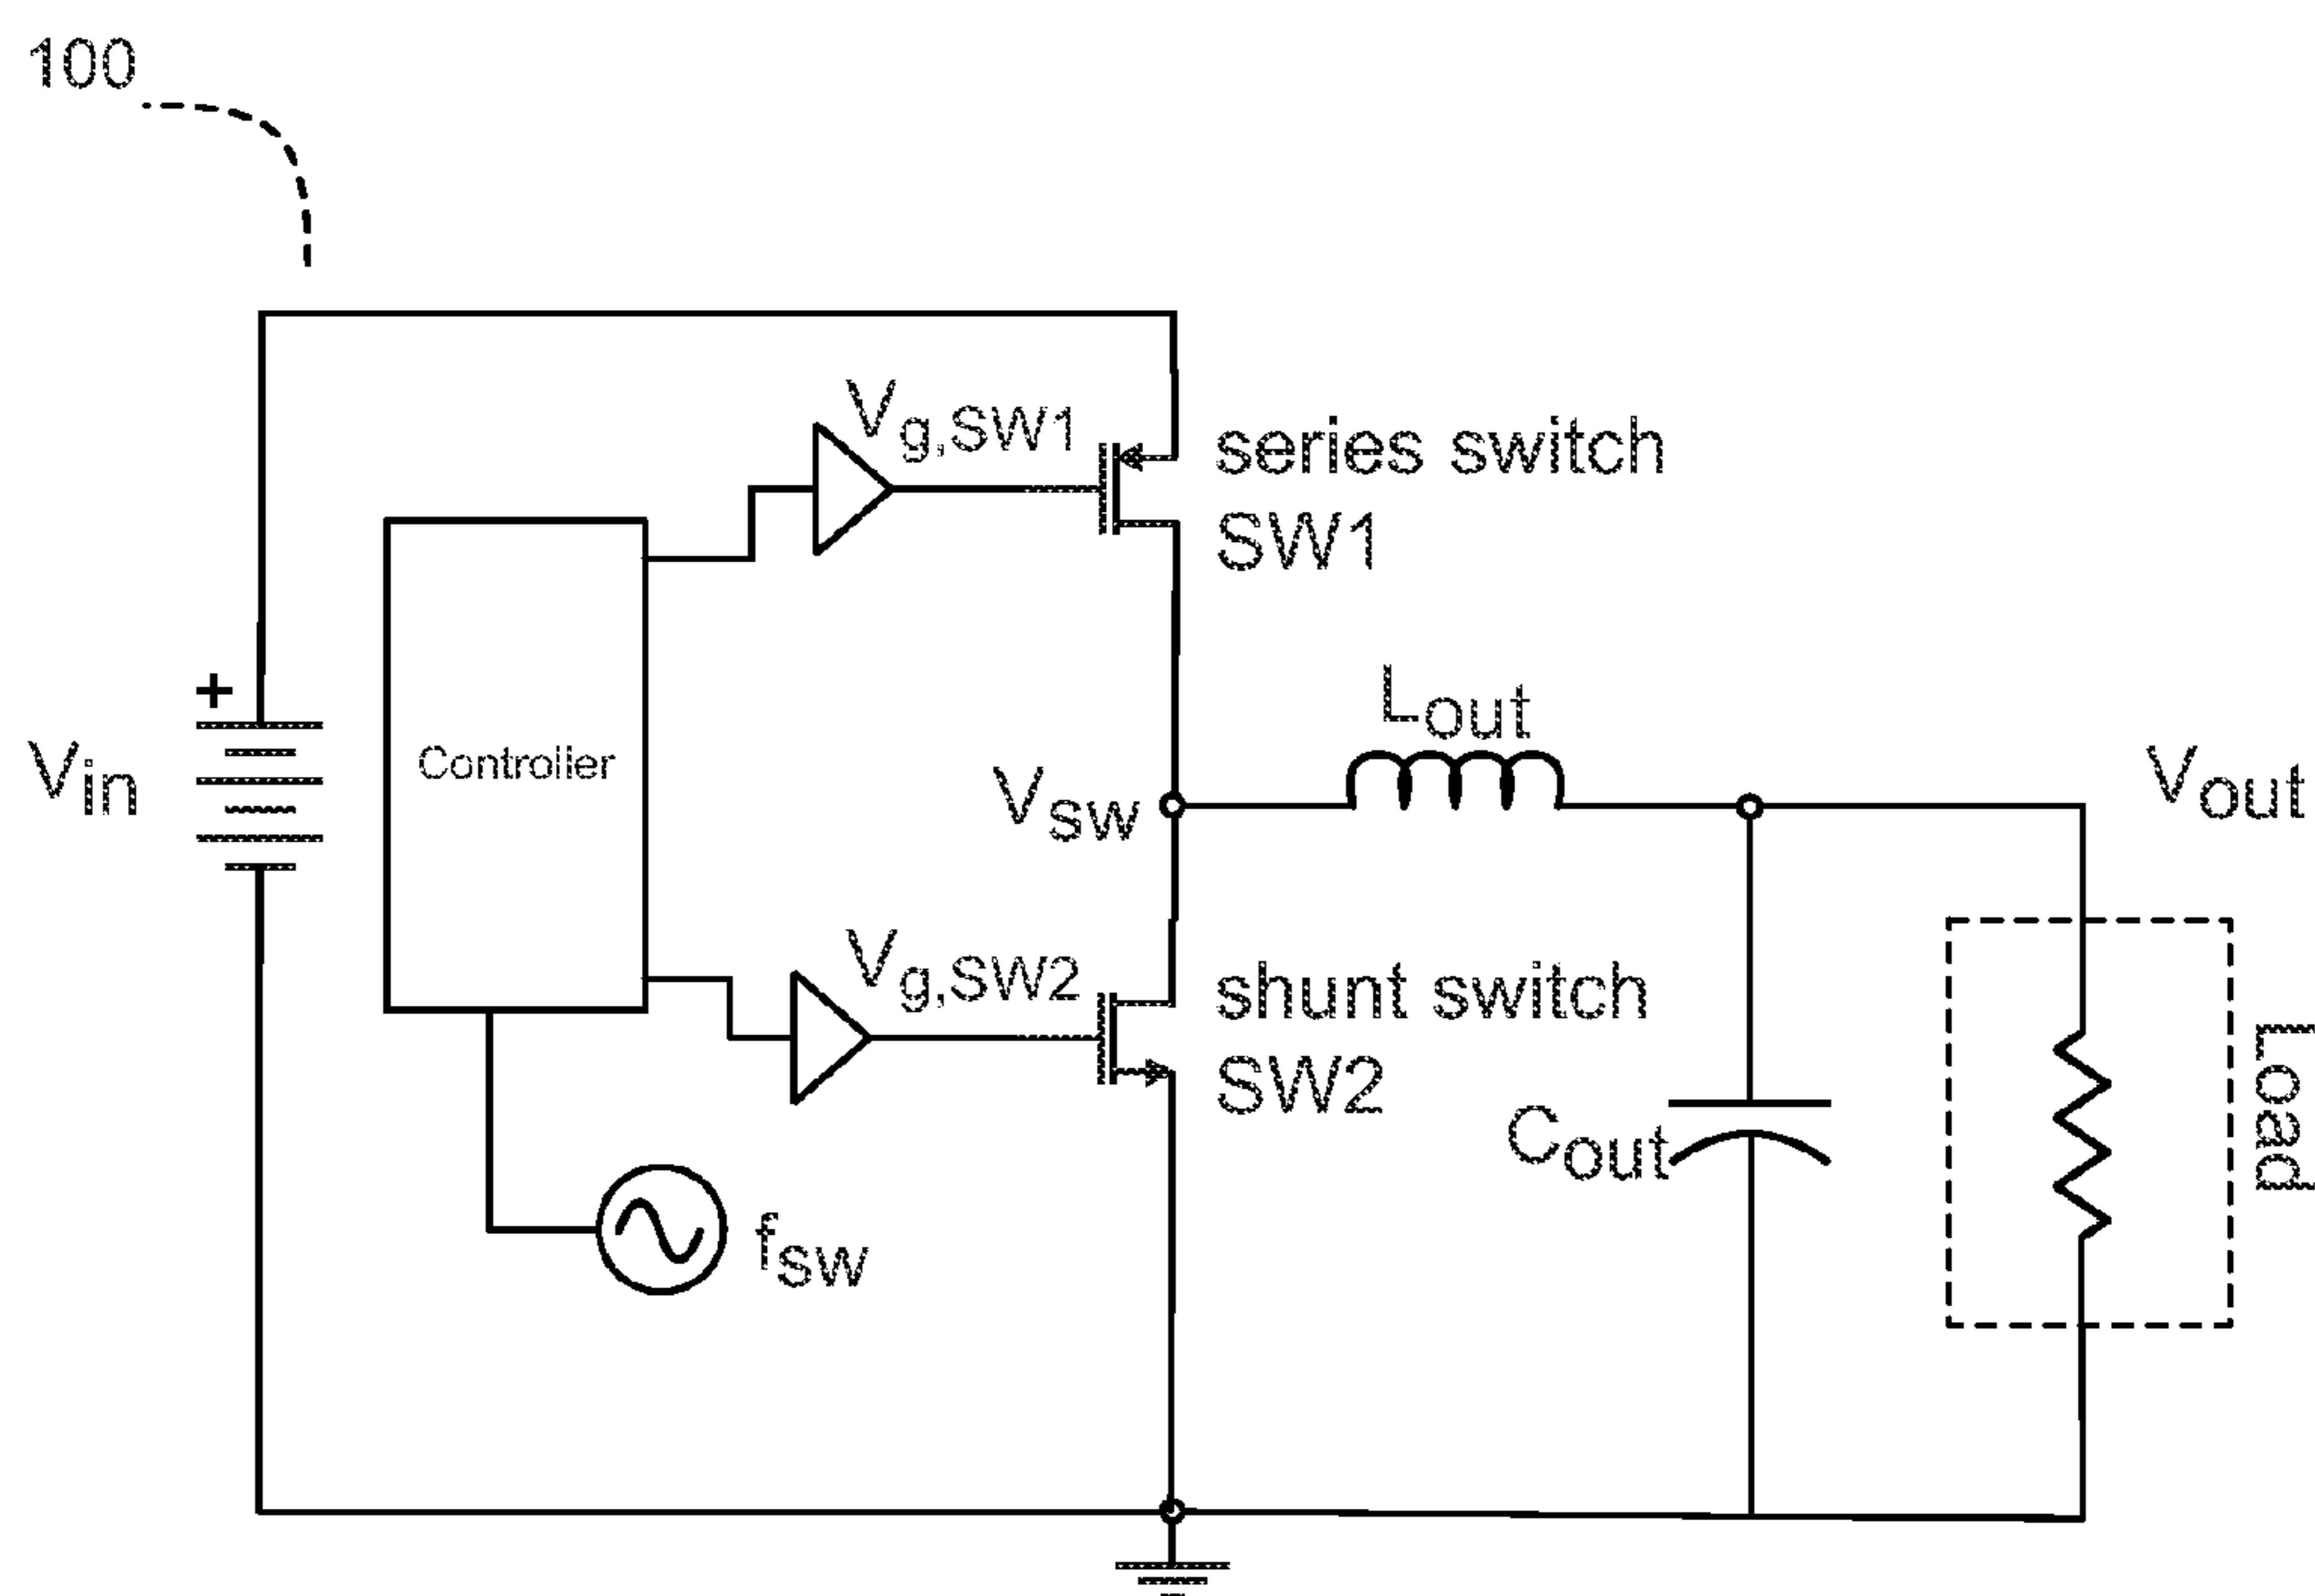 100
Vg,SW1
series switch
SW1
+
Vin
Controller
Lout
Vsw
Vout
Vg,SW2
shunt switch
SW2
Cout
Load
fsw